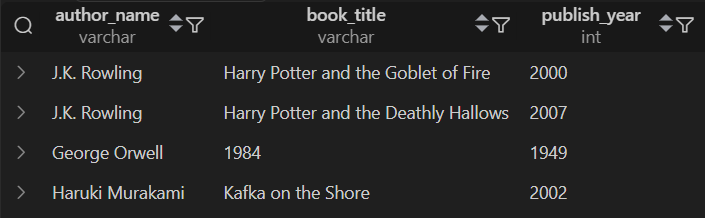 author_name book_title publish_year
varchar varchar int
J.K. Rowling Harry Potter and the Goblet of Fire 2000
J.K. Rowling Harry Potter and the Deathly Hallows 2007
George Orwell 1984 1949
Haruki Murakami Kafka on the Shore 2002